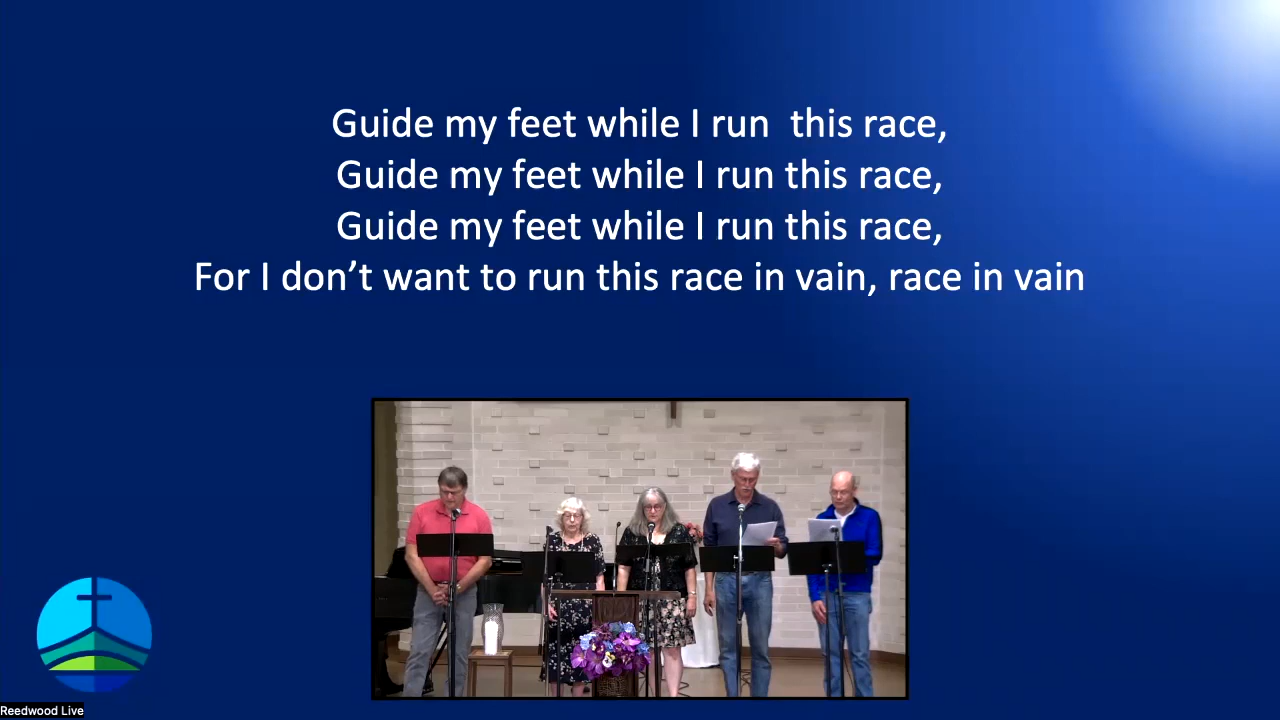 Guide my feet while I run  this race,
Guide my feet while I run this race,
Guide my feet while I run this race,
For I don’t want to run this race in vain, race in vain
Reedwood Live